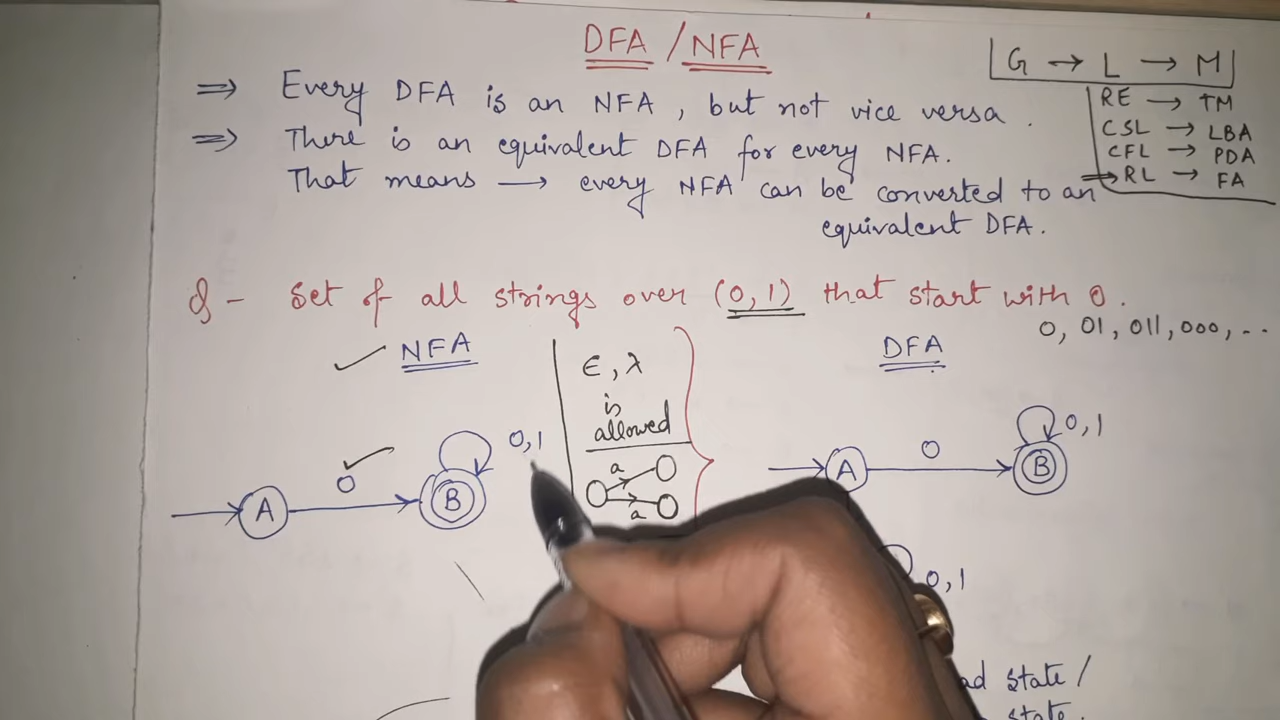 DFA / NFA
G → L → M
RE → TM
CSL → LBA
CFL → PDA
⇒ RL → FA
⇒ Every DFA is an NFA, but not vice versa.
⇒ There is an equivalent DFA for every NFA.
That means → every NFA can be converted to an
equivalent DFA.
Q - Set of all strings over (0, 1) that start with 0.
0, 01, 011, 000, ..
✓ NFA
ϵ, λ
is
allowed
a
a
A
0 ✓
B
0,1
DFA
A
0
B
0,1
0,1
state /
state.